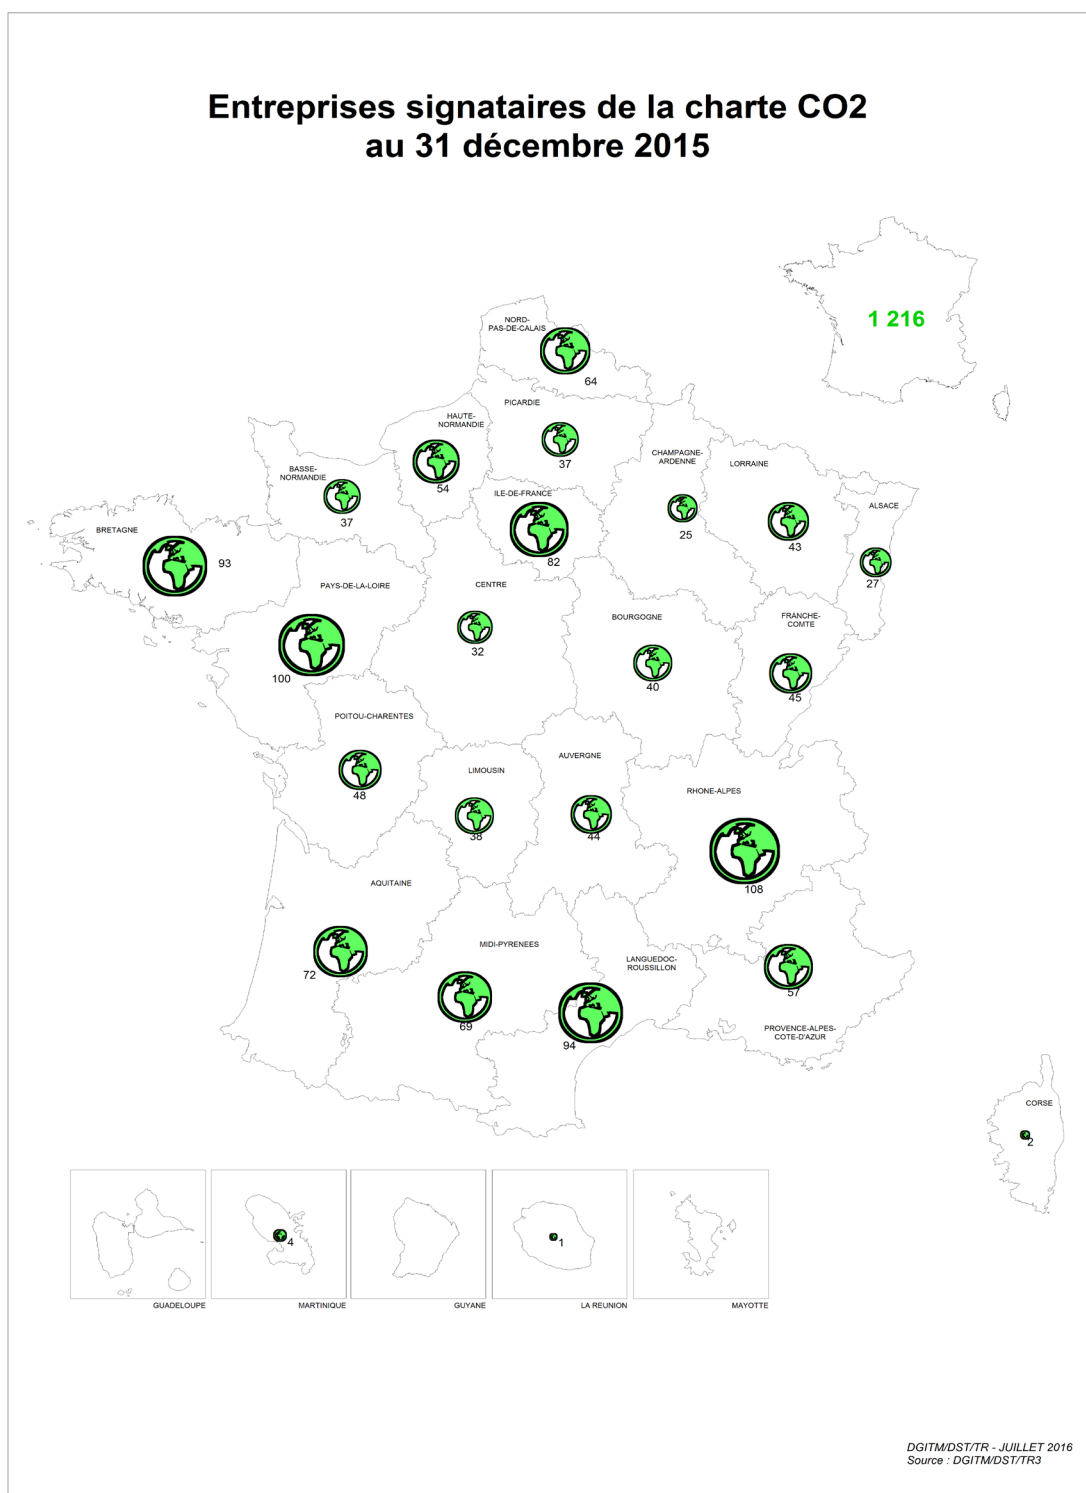 Entreprises signataires de la charte CO2
au 31 décembre 2015
1 216
NORD-
PAS-DE-CALAIS
64
PICARDIE
37
HAUTE-
NORMANDIE
54
BASSE-
NORMANDIE
37
ILE-DE-FRANCE
82
CHAMPAGNE-
ARDENNE
25
LORRAINE
43
ALSACE
27
BRETAGNE
93
PAYS-DE-LA-LOIRE
100
CENTRE
32
BOURGOGNE
40
FRANCHE-
COMTE
45
POITOU-CHARENTES
48
LIMOUSIN
38
AUVERGNE
44
RHONE-ALPES
108
AQUITAINE
72
MIDI-PYRENEES
69
LANGUEDOC-
ROUSSILLON
94
57
PROVENCE-ALPES-
COTE-D'AZUR
CORSE
2
4
1
GUADELOUPE
MARTINIQUE
GUYANE
LA REUNION
MAYOTTE
DGITM/DST/TR - JUILLET 2016
Source : DGITM/DST/TR3